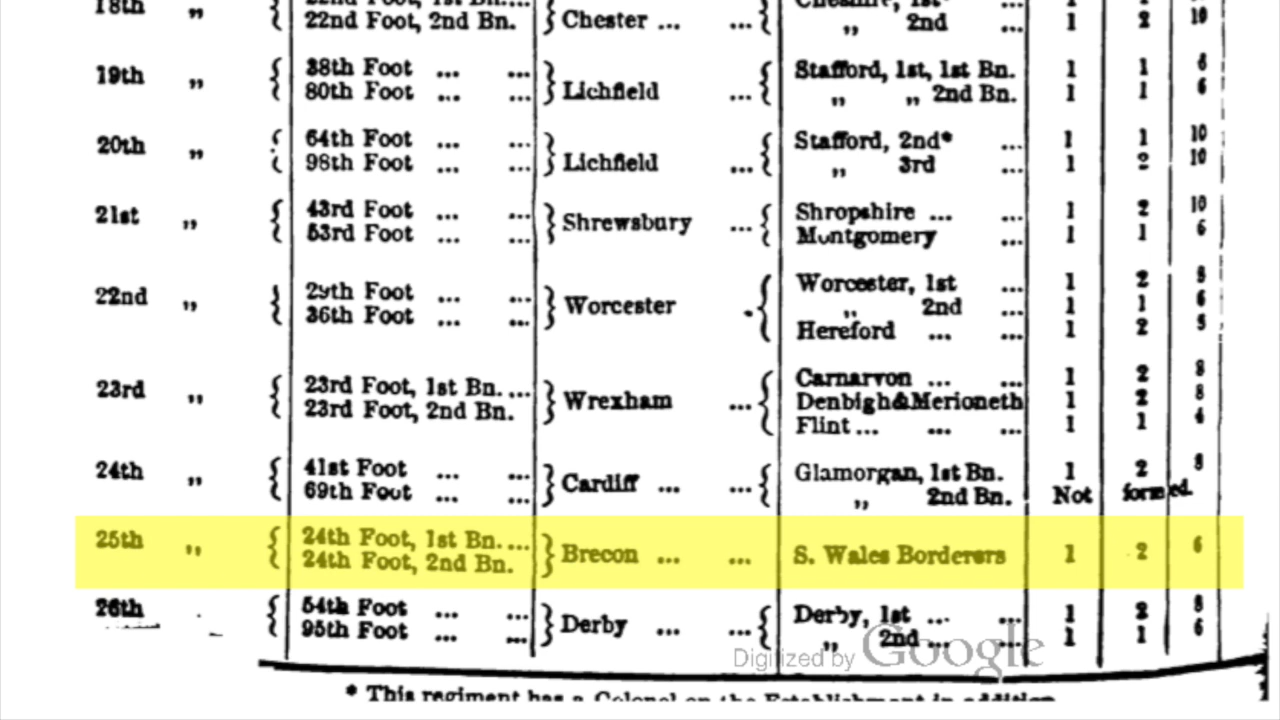 18th „ { 22nd Foot, 1st Bn.... } Chester ... ... { Cheshire, 1st ... 1
22nd Foot, 2nd Bn. „ 2nd ... 1 2 10
19th „ { 38th Foot ... ... } Lichfield ... { Stafford, 1st, 1st Bn. 1 1 6
80th Foot ... ... „ „ 2nd Bn. 1 1 6
20th „ { 64th Foot ... ... } Lichfield ... { Stafford, 2nd* ... 1 1 10
98th Foot ... ... „ 3rd ... 1 2 10
21st „ { 43rd Foot ... ... } Shrewsbury ... { Shropshire ... ... 1 2 10
53rd Foot ... ... Montgomery ... 1 1 6
22nd „ { 29th Foot ... ... } Worcester . { Worcester, 1st ... 1 2 8
36th Foot ... ... „ 2nd ... 1 1 6
Hereford ... ... 1 2 5
23rd „ { 23rd Foot, 1st Bn.... } Wrexham ... { Carnarvon ... ... 1 2 8
23rd Foot, 2nd Bn. Denbigh&Merioneth 1 2 8
Flint ... ... ... 1 1 4
24th „ { 41st Foot ... ... } Cardiff ... ... { Glamorgan, 1st Bn. 1 2 8
69th Foot ... ... „ 2nd Bn. Not formed.
25th „ { 24th Foot, 1st Bn.... } Brecon ... ... S. Wales Borderers 1 2 6
24th Foot, 2nd Bn.
26th { 54th Foot ... ... } Derby ... ... { Derby, 1st ... ... 1 2 8
95th Foot ... ... „ 2nd ... ... 1 1 6
Digitized by Google
* This regiment has a Colonel on the Establishment in addition